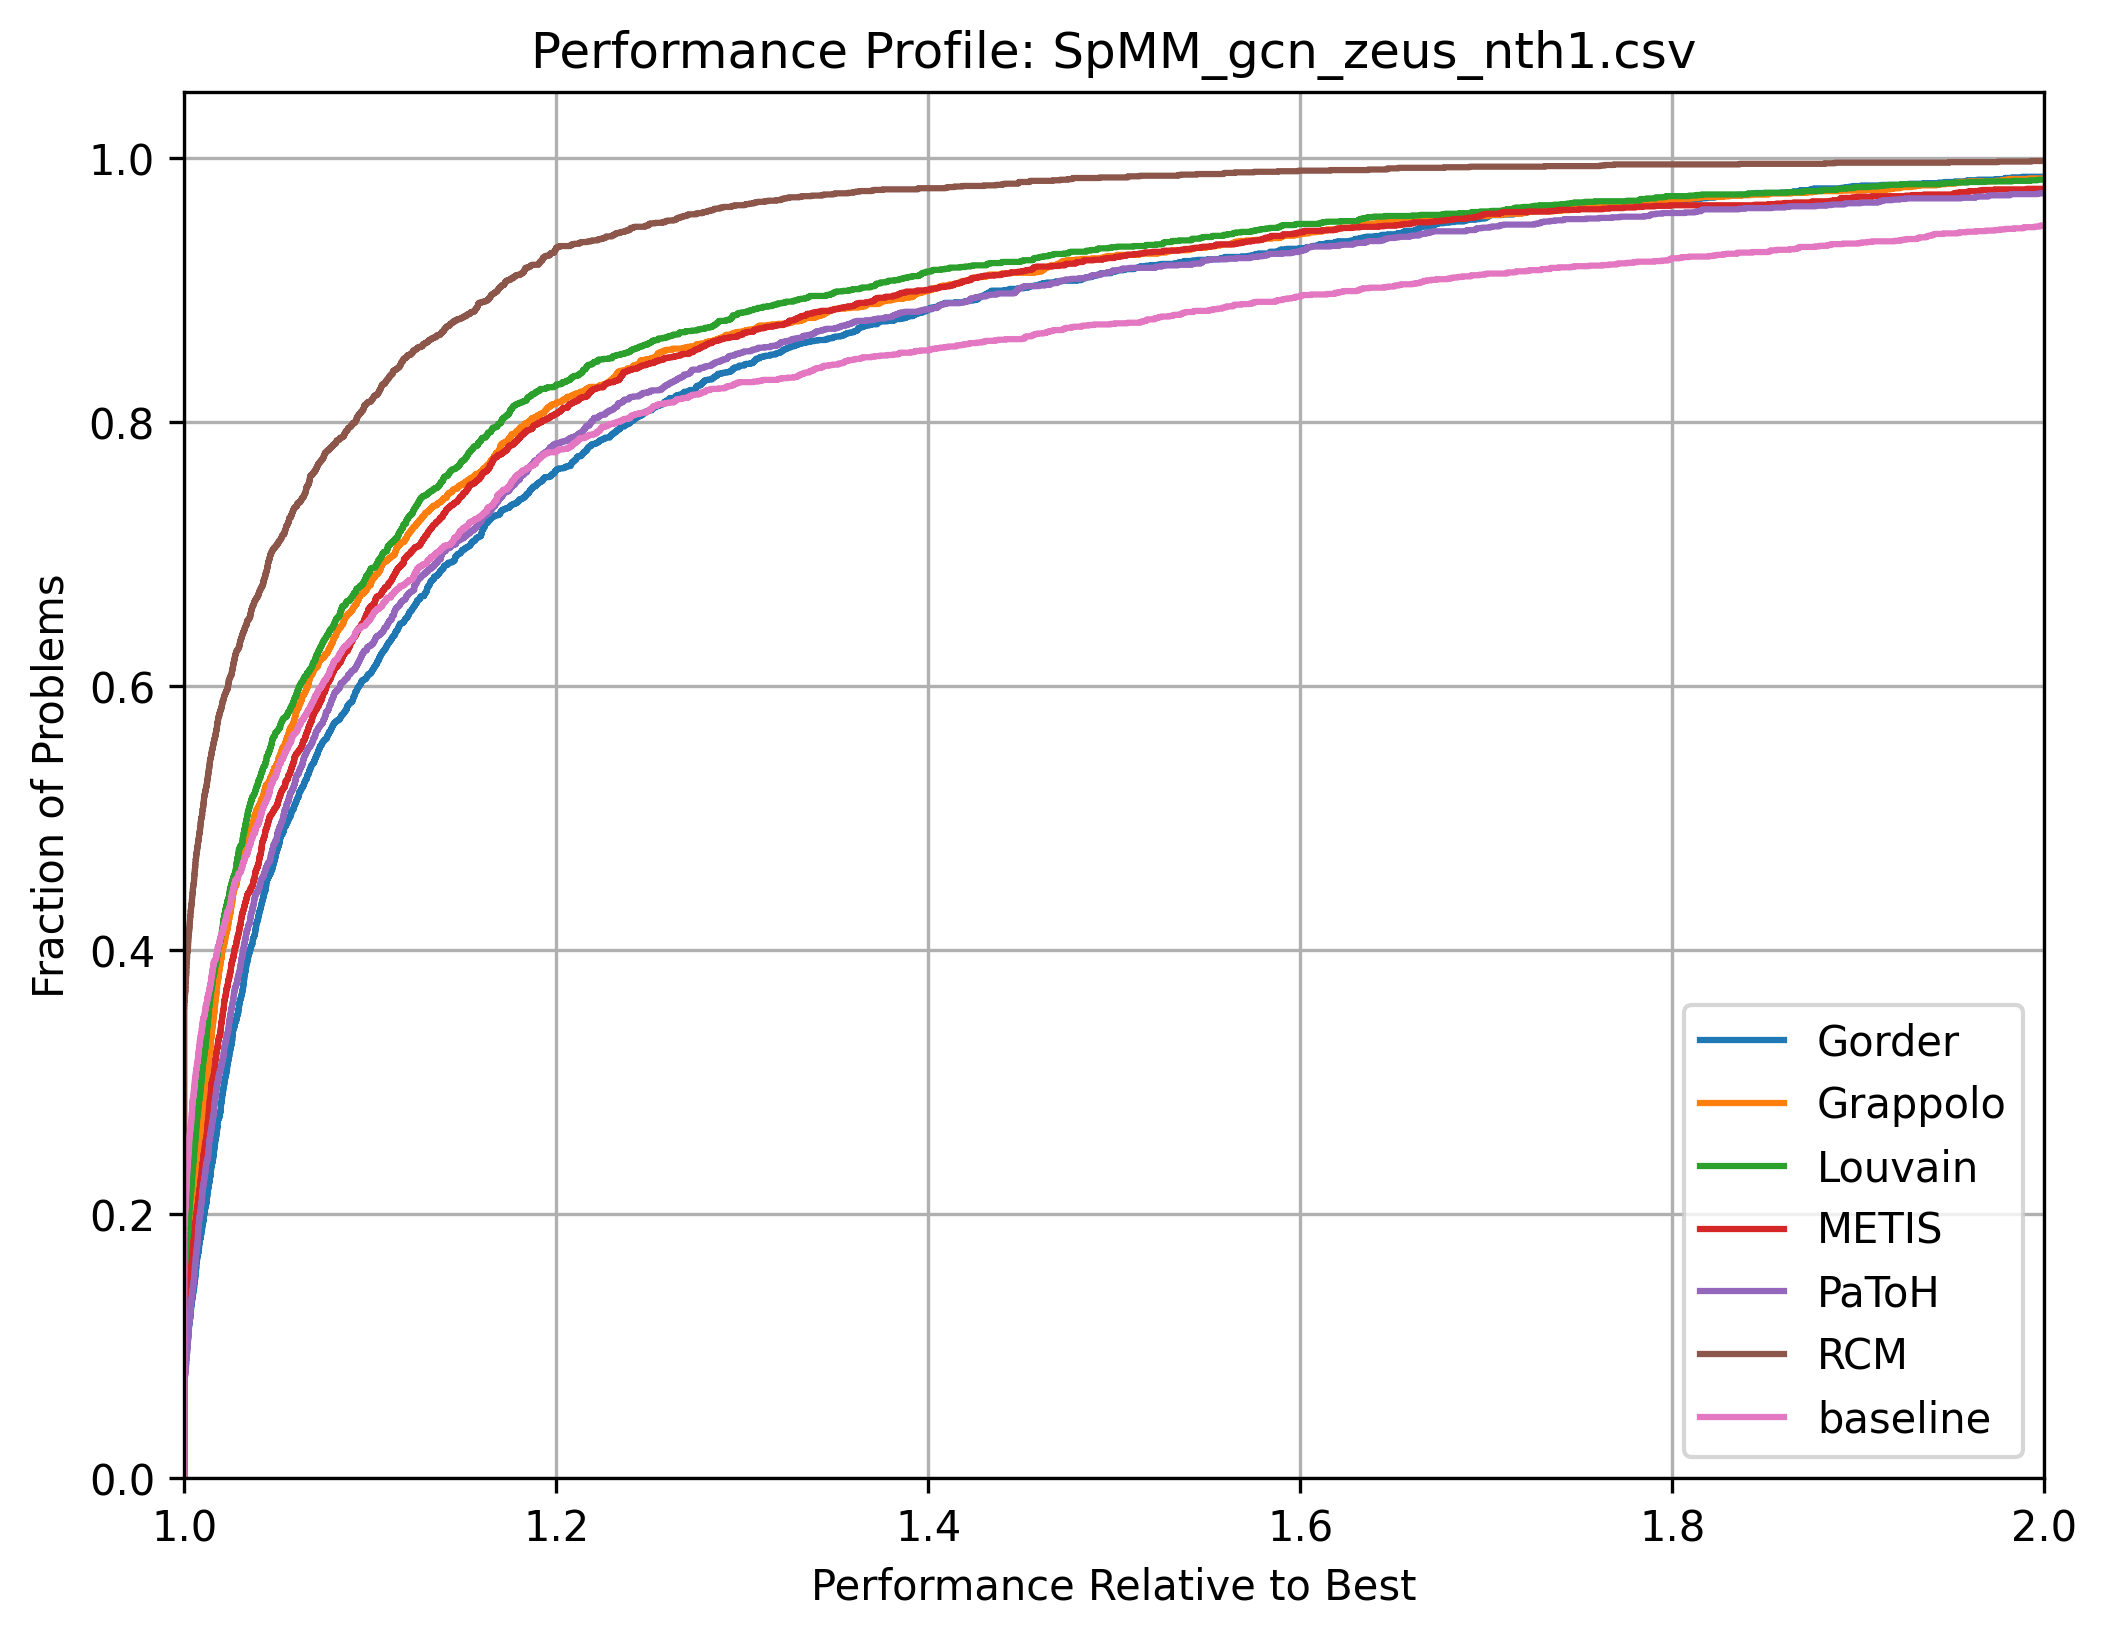 Performance Profile: SpMM_gcn_zeus_nth1.csv
Fraction of Problems
1.0
0.8
0.6
0.4
0.2
0.0
1.0 1.2 1.4 1.6 1.8 2.0
Performance Relative to Best
Gorder
Grappolo
Louvain
METIS
PaToH
RCM
baseline